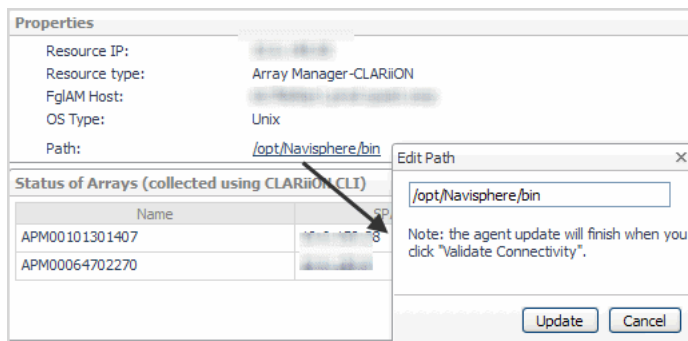 Properties
Resource IP:
Resource type: Array Manager-CLARiiON
FglAM Host:
OS Type: Unix
Path: /opt/Navisphere/bin
Status of Arrays (collected using CLARiiON CLI)
Name
APM00101301407
APM00064702270
Edit Path
/opt/Navisphere/bin
Note: the agent update will finish when you
click "Validate Connectivity".
Update Cancel